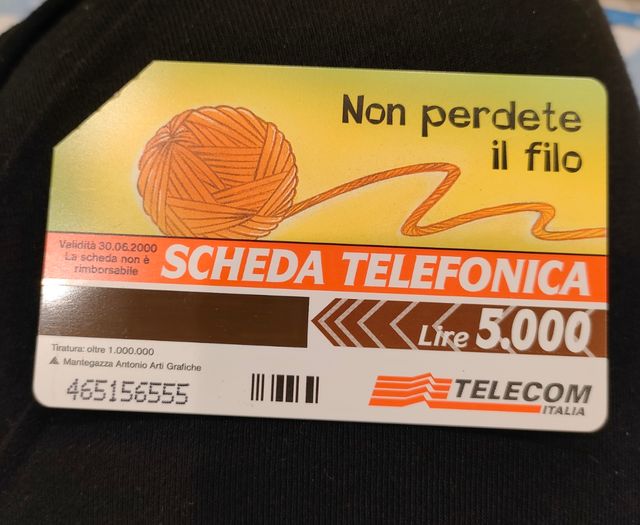 Non perdete
il filo
Validità 30.06.2000
La scheda non è
rimborsabile
SCHEDA TELEFONICA
Lire 5.000
Tiratura: oltre 1.000.000
Mantegazza Antonio Arti Grafiche
465156555
TELECOM
ITALIA